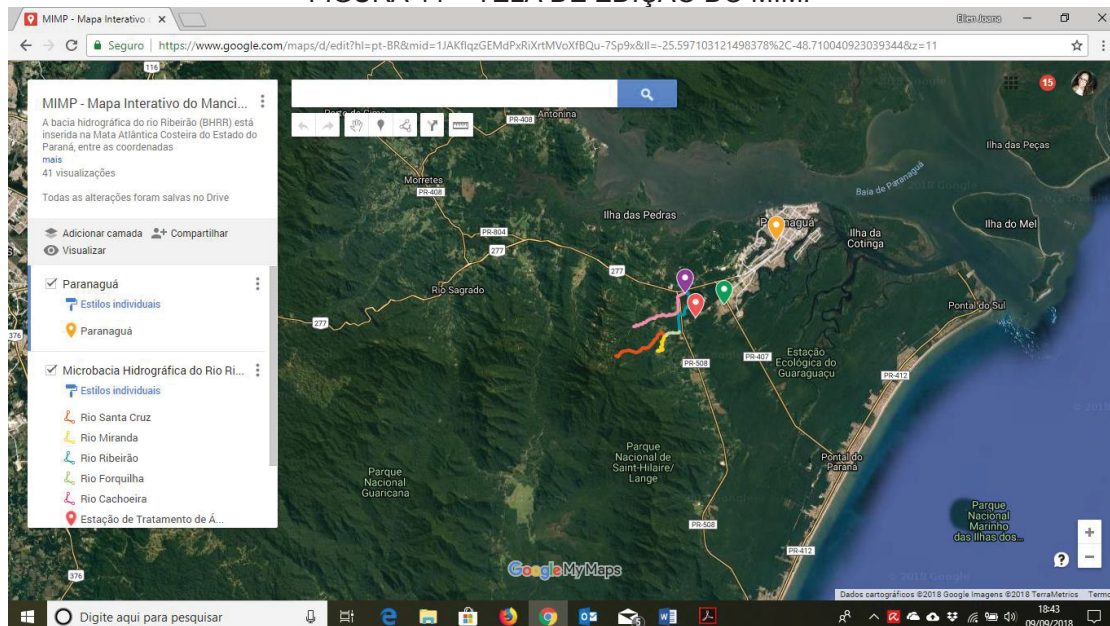 MIMP - Mapa Interativo
Ellen Joana
Seguro | https://www.google.com/maps/d/edit?hl=pt-BR&mid=1JAKflqzGEMdPxRiXrtMVoXfBQu-7Sp9x&ll=-25.597103121498378%2C-48.710040923039344&z=11
MIMP - Mapa Interativo do Manci...
A bacia hidrográfica do rio Ribeirão (BHRR) está
inserida na Mata Atlântica Costeira do Estado do
Paraná, entre as coordenadas
mais
41 visualizações
Todas as alterações foram salvas no Drive
Adicionar camada
Compartilhar
Visualizar
Paranaguá
Estilos individuais
Paranaguá
Microbacia Hidrográfica do Rio Ri...
Estilos individuais
Rio Santa Cruz
Rio Miranda
Rio Ribeirão
Rio Forquilha
Rio Cachoeira
Estação de Tratamento de Á...
15
116
PR-408
Antonina
Ilha das Peças
Morretes
PR-408
Baía de Paranaguá
Ilha das Pedras
Ilha da
Cotinga
Ilha do Mel
PR-804
277
277
Rio Sagrado
Pontal do Sul
277
376
PR-508
PR-407
Estação
Ecológica do
Guaraguaçu
PR-412
Parque
Nacional de
Saint-Hilaire/
Lange
Pontal do
Paraná
Parque
Nacional
Guaricana
Parque
Nacional
Marinho
das Ilhas dos...
PR-508
PR-412
376
Google My Maps
Dados cartográficos ©2018 Google Imagens ©2018 TerraMetrics Termo
Digite aqui para pesquisar
18:43
09/09/2018